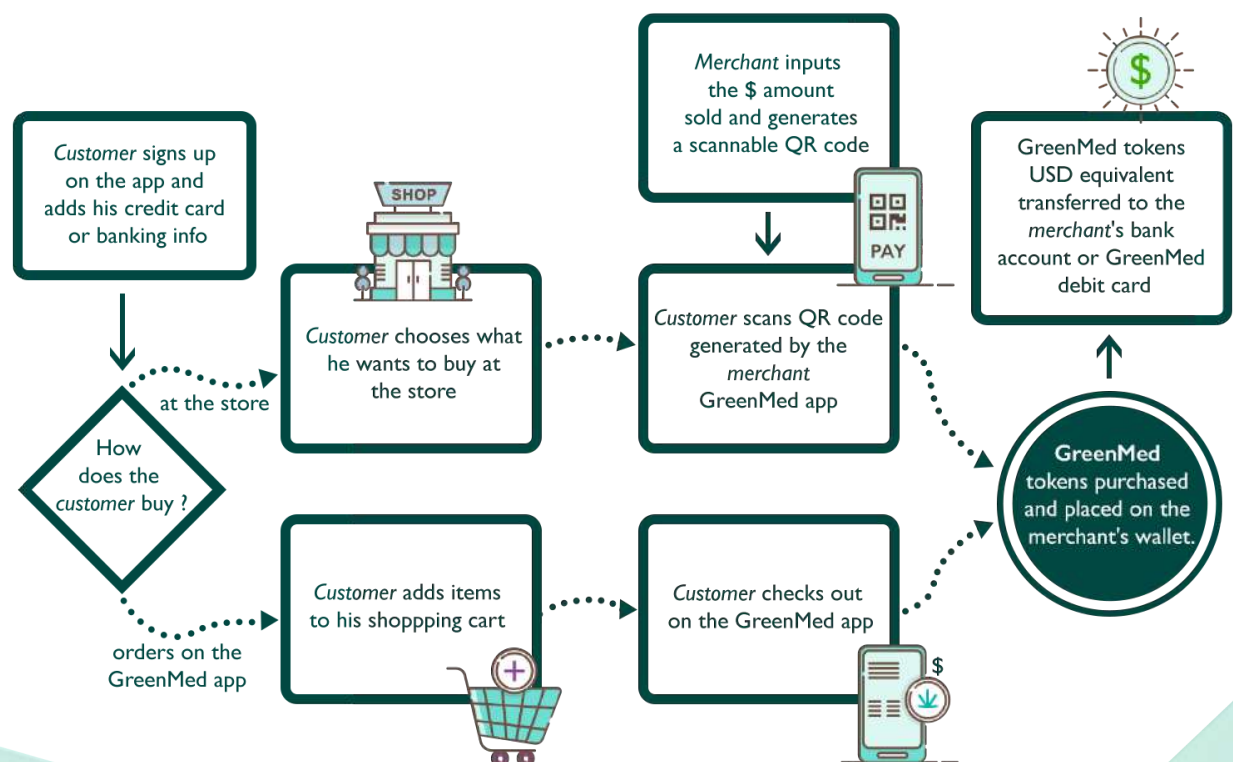 Customer signs up
on the app and
adds his credit card
or banking info
How
does the
customer buy ?
at the store
orders on the
GreenMed app
SHOP
Customer chooses what
he wants to buy at
the store
Customer adds items
to his shoppping cart
Merchant inputs
the $ amount
sold and generates
a scannable QR code
PAY
Customer scans QR code
generated by the
merchant
GreenMed app
Customer checks out
on the GreenMed app
$
GreenMed
tokens purchased
and placed on the
merchant's wallet.
$
GreenMed tokens
USD equivalent
transferred to the
merchant's bank
account or GreenMed
debit card